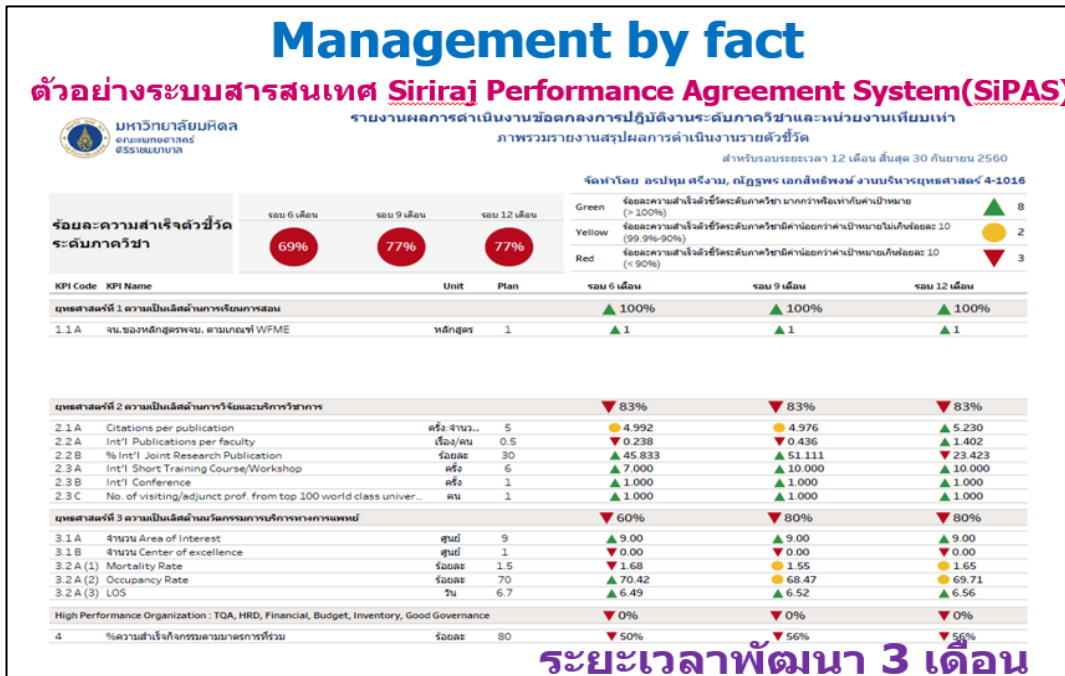 Management by fact
ตัวอย่างระบบสารสนเทศ Siriraj Performance Agreement System(SiPAS)
มหาวิทยาลัยมหิดล
คณะแพทยศาสตร์
ศิริราชพยาบาล
รายงานผลการดำเนินงานข้อตกลงการปฏิบัติงานระดับภาควิชาและหน่วยงานเทียบเท่า
ภาพรวมรายงานสรุปผลการดำเนินงานรายตัวชี้วัด
สำหรับรอบระยะเวลา 12 เดือน สิ้นสุด 30 กันยายน 2560
จัดทำโดย อรปทุม ศรีงาม, ณัฏฐพร เอกสิทธิพงษ์ งานบริหารยุทธศาสตร์ 4-1016
ร้อยละความสำเร็จตัวชี้วัด
ระดับภาควิชา
รอบ 6 เดือน รอบ 9 เดือน รอบ 12 เดือน
69% 77% 77%
Green ร้อยละความสำเร็จตัวชี้วัดระดับภาควิชา มากกว่าหรือเท่ากับค่าเป้าหมาย 8
(> 100%)
Yellow ร้อยละความสำเร็จตัวชี้วัดระดับภาควิชามีค่าน้อยกว่าค่าเป้าหมายไม่เกินร้อยละ 10 2
(99.9%-90%)
Red ร้อยละความสำเร็จตัวชี้วัดระดับภาควิชามีค่าน้อยกว่าค่าเป้าหมายเกินร้อยละ 10 3
(< 90%)
KPI Code KPI Name Unit Plan รอบ 6 เดือน รอบ 9 เดือน รอบ 12 เดือน
ยุทธศาสตร์ที่ 1 ความเป็นเลิศด้านการเรียนการสอน ▲100% ▲100% ▲100%
1.1 A จน.ของหลักสูตรพจบ. ตามเกณฑ์ WFME หลักสูตร 1 ▲1 ▲1 ▲1
ยุทธศาสตร์ที่ 2 ความเป็นเลิศด้านการวิจัยและบริการวิชาการ ▼83% ▼83% ▼83%
2.1 A Citations per publication ครั้ง:จำนว.. 5 ●4.992 ●4.976 ▲5.230
2.2 A Int'l Publications per faculty เรื่อง/คน 0.5 ▼0.238 ▼0.436 ▲1.402
2.2 B % Int'l Joint Research Publication ร้อยละ 30 ▲45.833 ▲51.111 ▼23.423
2.3 A Int'l Short Training Course/Workshop ครั้ง 6 ▲7.000 ▲10.000 ▲10.000
2.3 B Int'l Conference ครั้ง 1 ▲1.000 ▲1.000 ▲1.000
2.3 C No. of visiting/adjunct prof. from top 100 world class univer.. คน 1 ▲1.000 ▲1.000 ▲1.000
ยุทธศาสตร์ที่ 3 ความเป็นเลิศด้านนวัตกรรมการบริการทางการแพทย์ ▼60% ▼80% ▼80%
3.1 A จำนวน Area of Interest ศูนย์ 9 ▲9.00 ▲9.00 ▲9.00
3.1 B จำนวน Center of excellence ศูนย์ 1 ▼0.00 ▼0.00 ▼0.00
3.2 A (1) Mortality Rate ร้อยละ 1.5 ▼1.68 ●1.55 ●1.65
3.2 A (2) Occupancy Rate ร้อยละ 70 ▲70.42 ●68.47 ●69.71
3.2 A (3) LOS วัน 6.7 ▲6.49 ▲6.52 ▲6.56
High Performance Organization : TQA, HRD, Financial, Budget, Inventory, Good Governance ▼0% ▼0% ▼0%
4 %ความสำเร็จกิจกรรมตามมาตรการที่ร่วม ร้อยละ 80 ▼50% ▼56% ▼56%
ระยะเวลาพัฒนา 3 เดือน